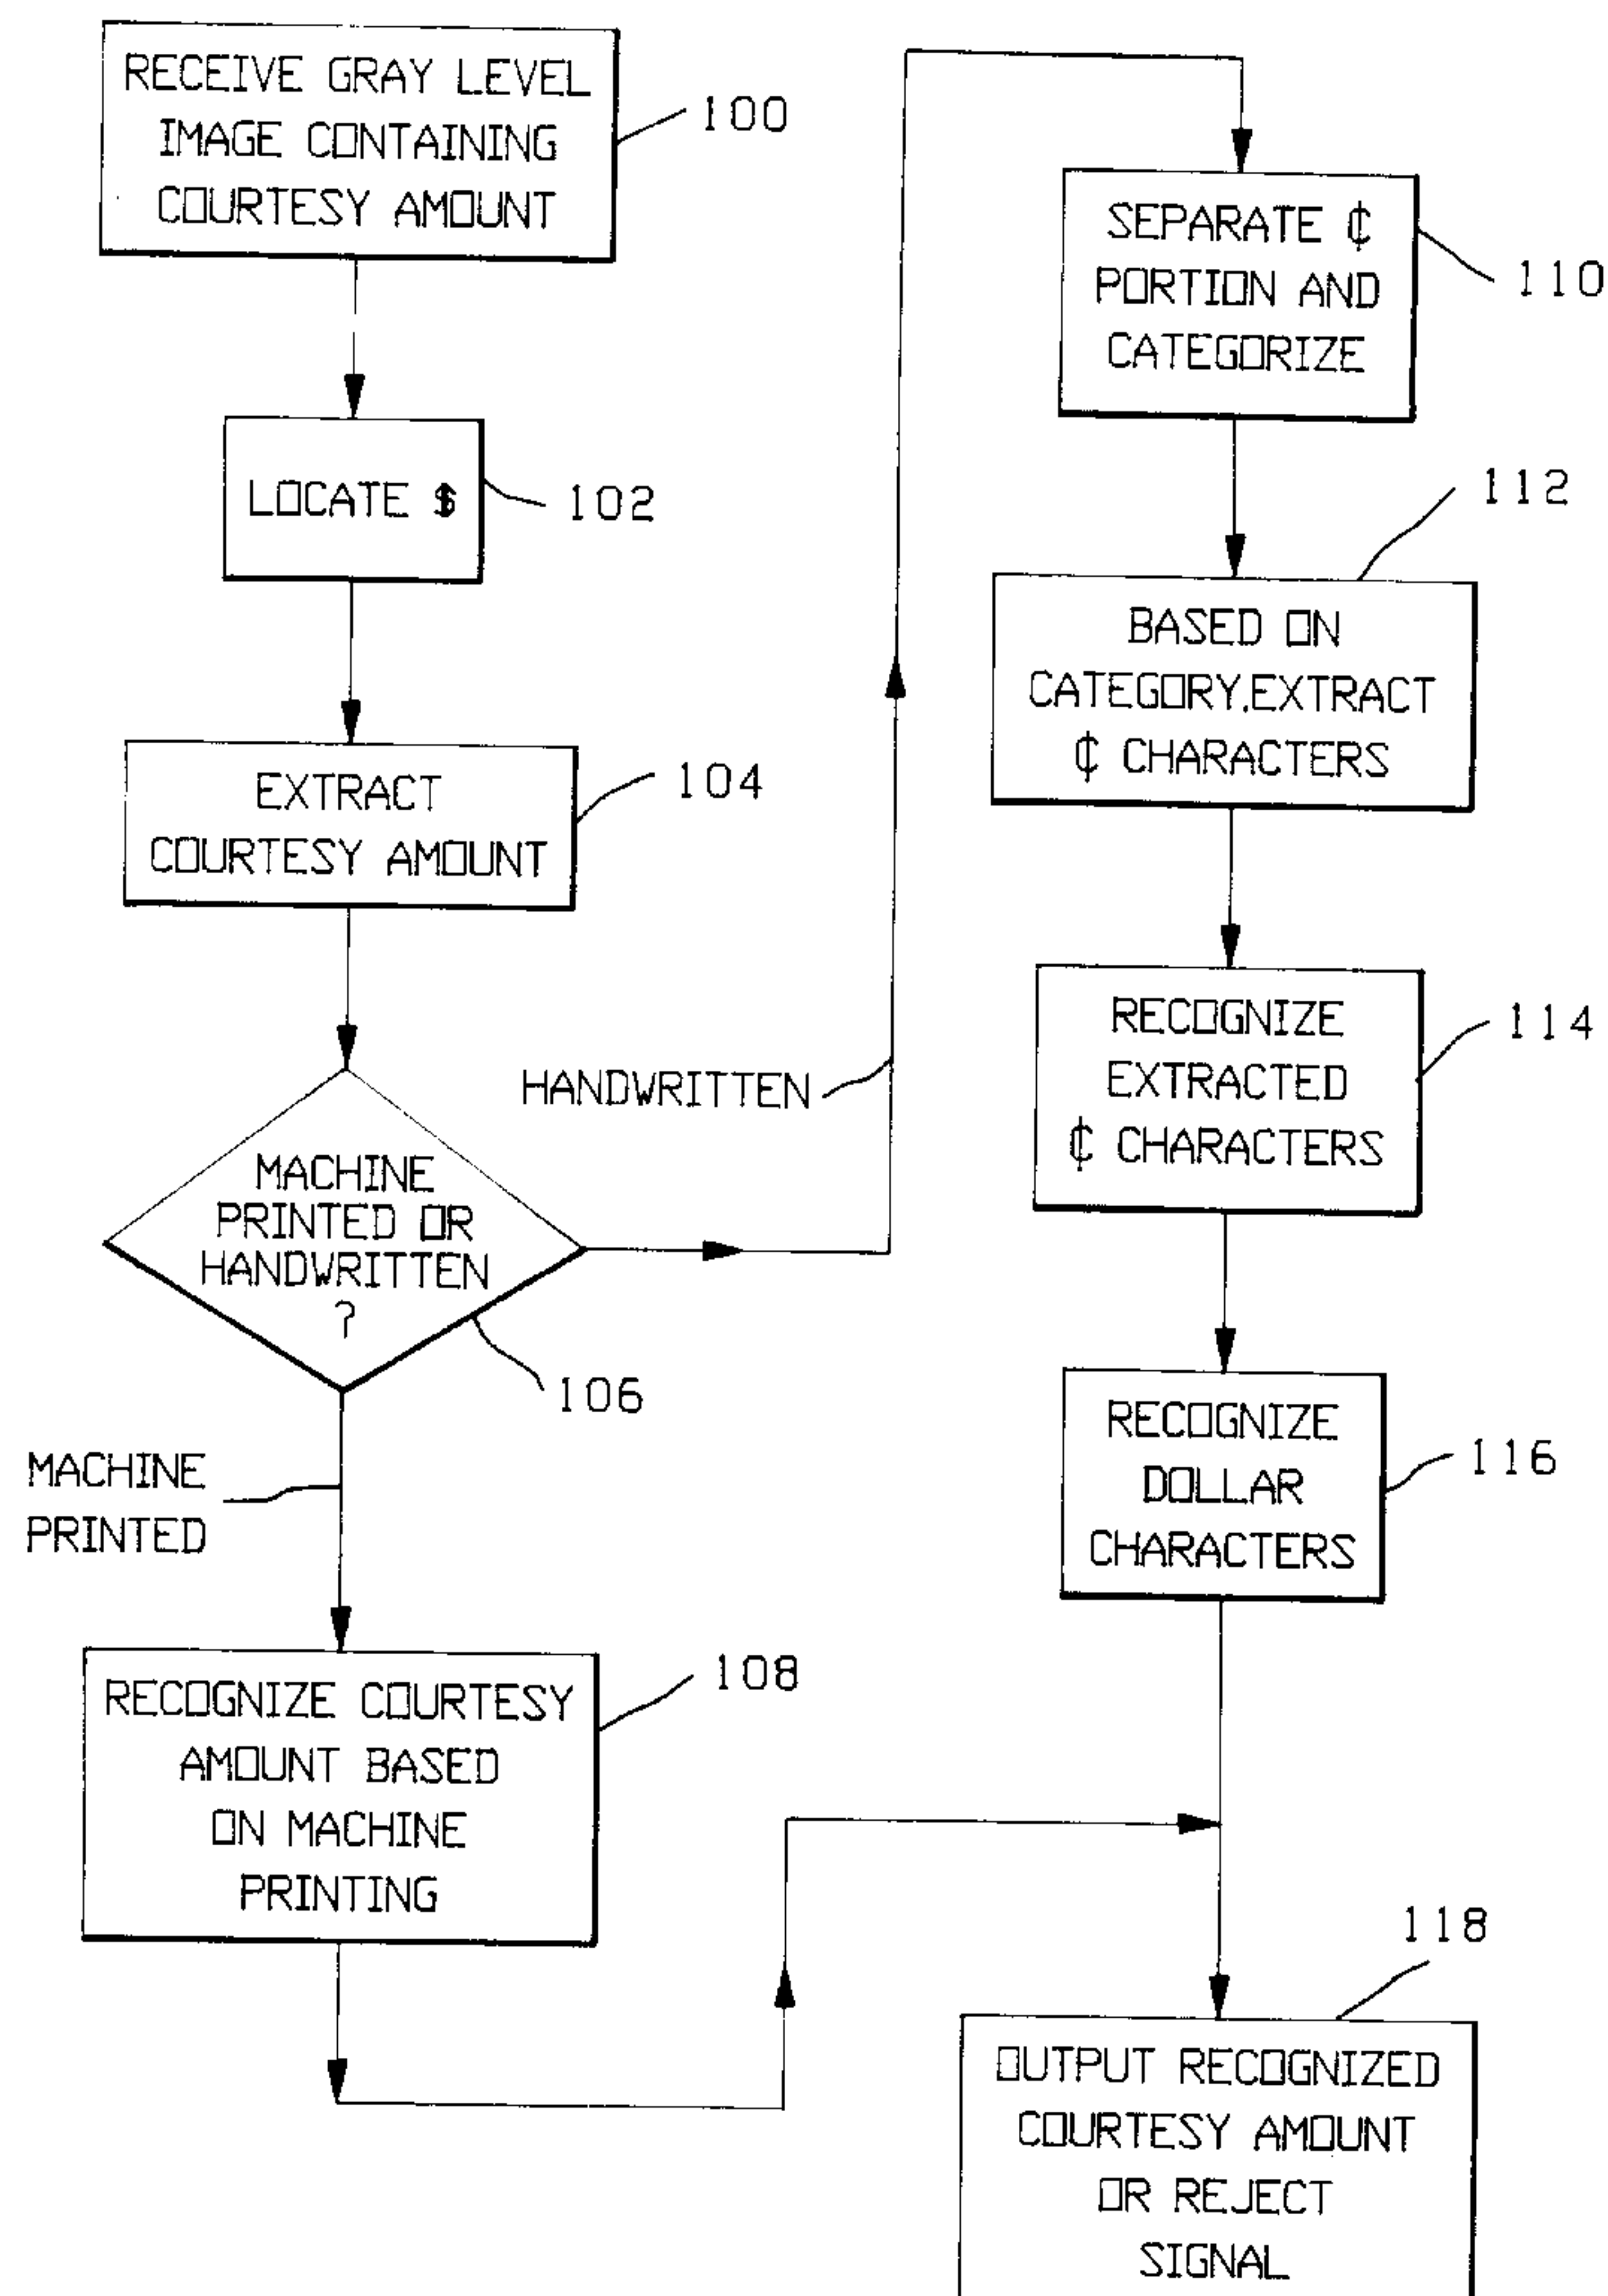 RECEIVE GRAY LEVEL
IMAGE CONTAINING
COURTESY AMOUNT
100
LOCATE $
102
EXTRACT
COURTESY AMOUNT
104
MACHINE
PRINTED OR
HANDWRITTEN
?
106
HANDWRITTEN
MACHINE
PRINTED
RECOGNIZE COURTESY
AMOUNT BASED
ON MACHINE
PRINTING
108
SEPARATE ¢
PORTION AND
CATEGORIZE
110
BASED ON
CATEGORY,EXTRACT
¢ CHARACTERS
112
RECOGNIZE
EXTRACTED
¢ CHARACTERS
114
RECOGNIZE
DOLLAR
CHARACTERS
116
OUTPUT RECOGNIZED
COURTESY AMOUNT
OR REJECT
SIGNAL
118